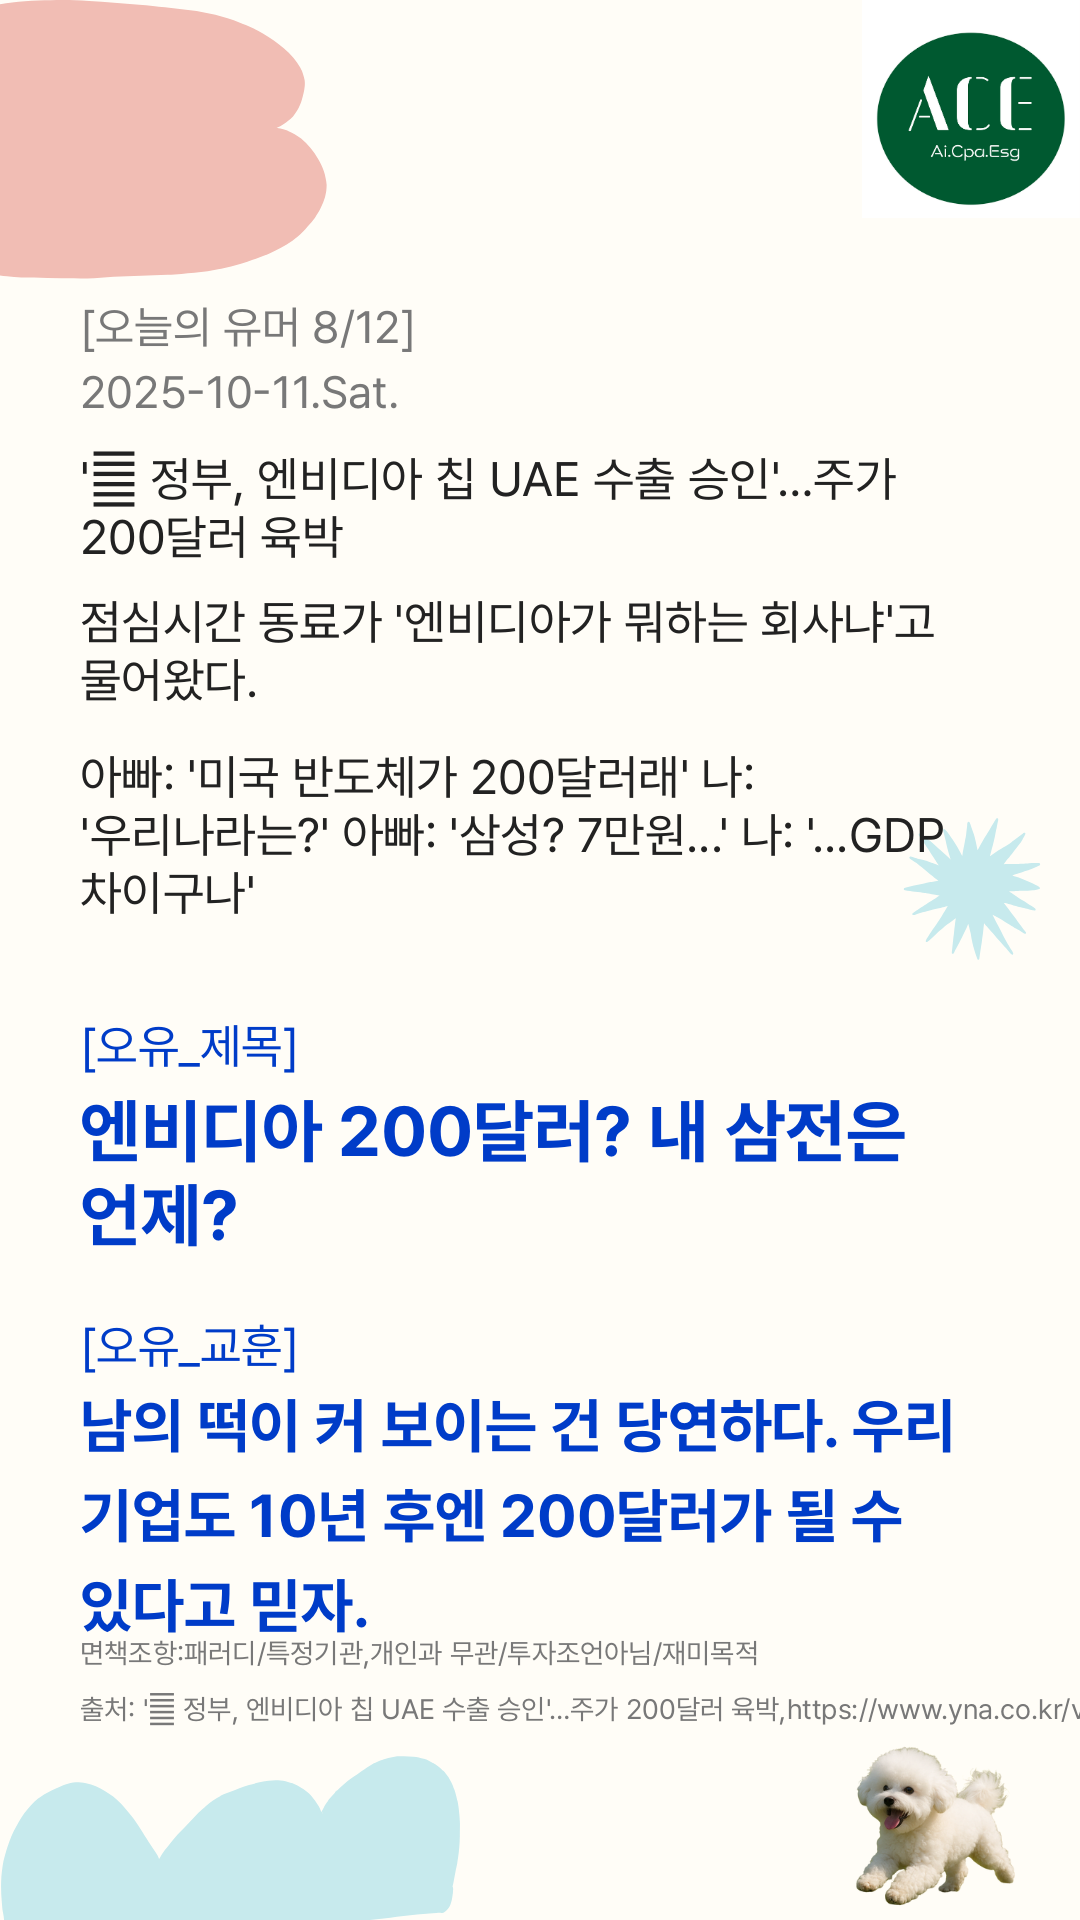 ACE
Ai.Cpa.Esg
[오늘의 유머 8/12]
2025-10-11.Sat.
' 정부, 엔비디아 칩 UAE 수출 승인'...주가
200달러 육박
점심시간 동료가 '엔비디아가 뭐하는 회사냐'고
물어왔다.
아빠: '미국 반도체가 200달러래' 나:
'우리나라는?' 아빠: '삼성? 7만원...' 나: '...GDP
차이구나'
[오유_제목]
엔비디아 200달러? 내 삼전은
언제?
[오유_교훈]
남의 떡이 커 보이는 건 당연하다. 우리
기업도 10년 후엔 200달러가 될 수
있다고 믿자.
면책조항:패러디/특정기관,개인과 무관/투자조언아님/재미목적
출처: ' 정부, 엔비디아 칩 UAE 수출 승인'...주가 200달러 육박,https://www.yna.co.kr/